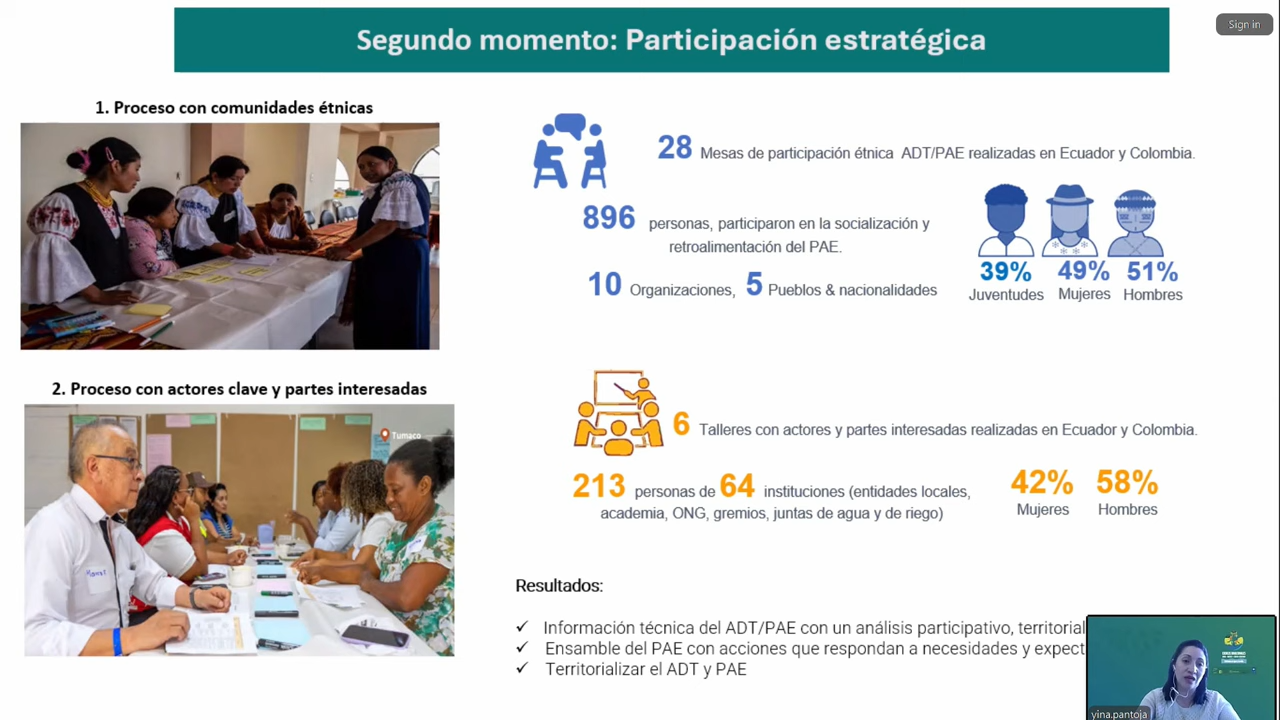 Segundo momento: Participación estratégica
Sign in
1. Proceso con comunidades étnicas
28 Mesas de participación étnica ADT/PAE realizadas en Ecuador y Colombia.
896 personas, participaron en la socialización y
retroalimentación del PAE.
10 Organizaciones, 5 Pueblos & nacionalidades
39% 49% 51%
Juventudes Mujeres Hombres
2. Proceso con actores clave y partes interesadas
Tumaco
6 Talleres con actores y partes interesadas realizadas en Ecuador y Colombia.
213 personas de 64 instituciones (entidades locales,
academia, ONG, gremios, juntas de agua y de riego)
42% 58%
Mujeres Hombres
Resultados:
✓ Información técnica del ADT/PAE con un análisis participativo, territorial
✓ Ensamble del PAE con acciones que respondan a necesidades y expect
✓ Territorializar el ADT y PAE
yina.pantoja